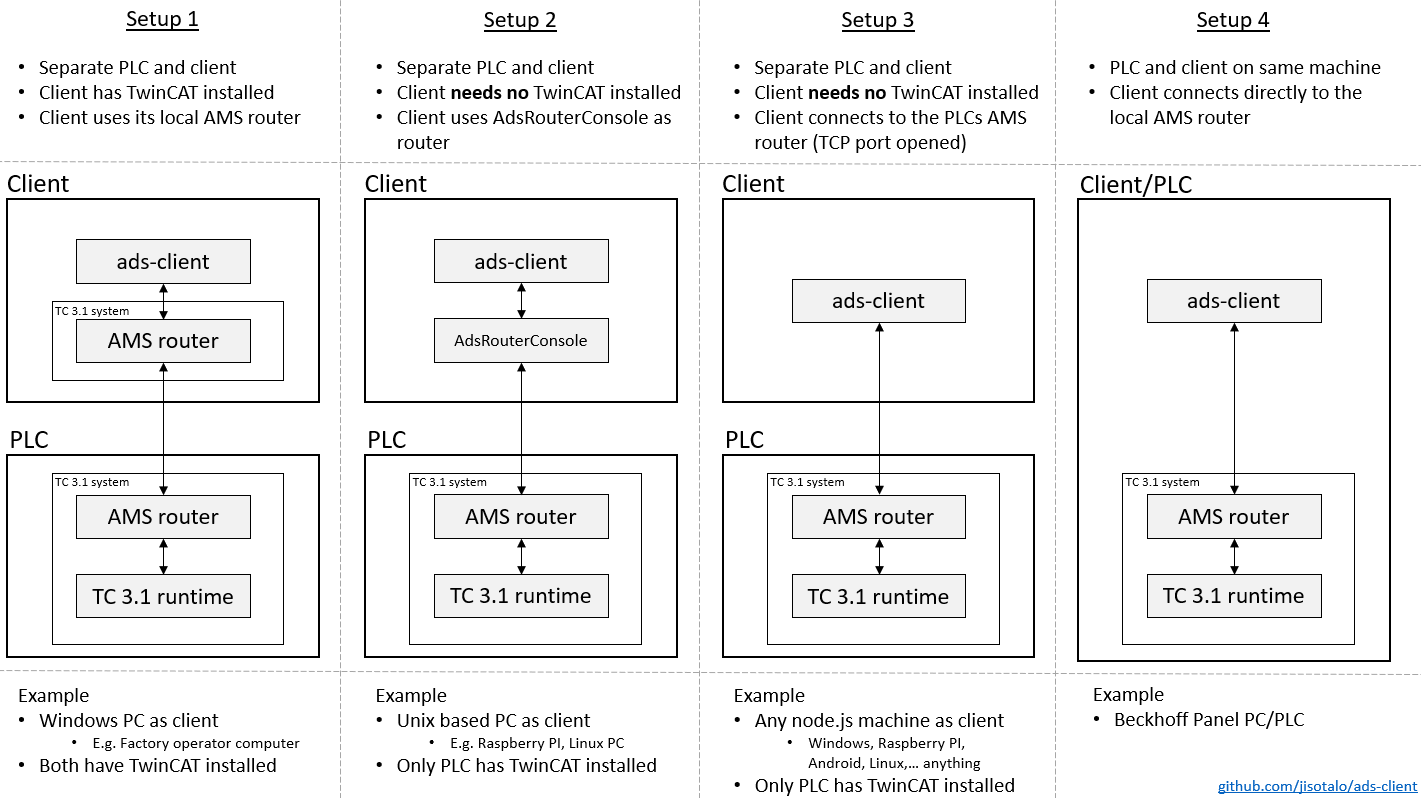 Setup 1
• Separate PLC and client
• Client has TwinCAT installed
• Client uses its local AMS router
Client
ads-client
TC 3.1 system
AMS router
PLC
TC 3.1 system
AMS router
TC 3.1 runtime
Example
• Windows PC as client
• E.g. Factory operator computer
• Both have TwinCAT installed
Setup 2
• Separate PLC and client
• Client needs no TwinCAT installed
• Client uses AdsRouterConsole as
router
Client
ads-client
AdsRouterConsole
PLC
TC 3.1 system
AMS router
TC 3.1 runtime
Example
• Unix based PC as client
• E.g. Raspberry PI, Linux PC
• Only PLC has TwinCAT installed
Setup 3
• Separate PLC and client
• Client needs no TwinCAT installed
• Client connects to the PLCs AMS
router (TCP port opened)
Client
ads-client
PLC
TC 3.1 system
AMS router
TC 3.1 runtime
Example
• Any node.js machine as client
• Windows, Raspberry PI,
Android, Linux,... anything
• Only PLC has TwinCAT installed
Setup 4
• PLC and client on same machine
• Client connects directly to the
local AMS router
Client/PLC
ads-client
TC 3.1 system
AMS router
TC 3.1 runtime
Example
• Beckhoff Panel PC/PLC
github.com/jisotalo/ads-client